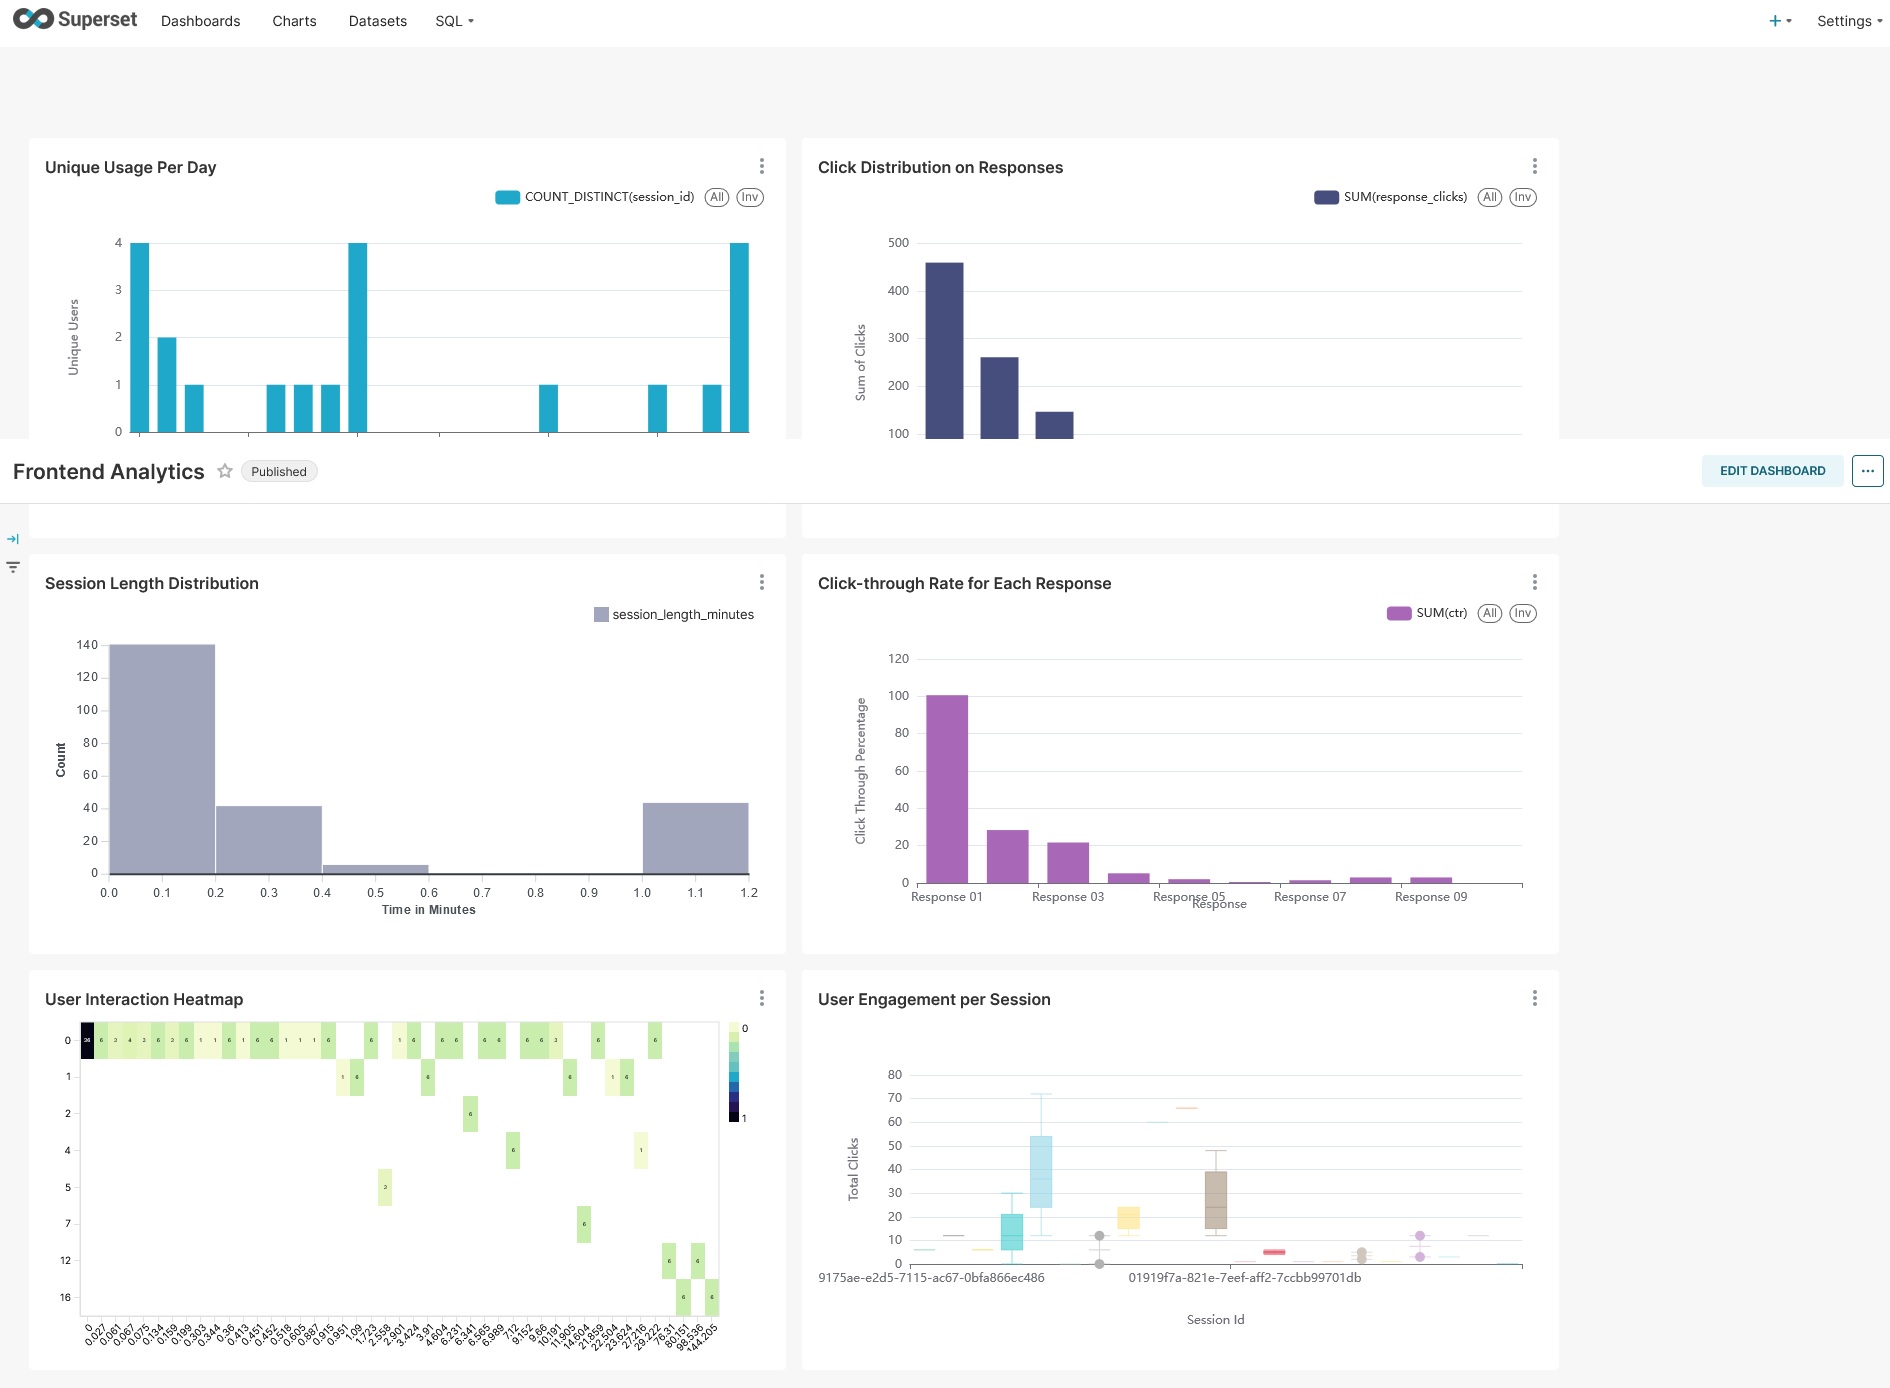 Superset Dashboards Charts Datasets SQL + Settings
Unique Usage Per Day
COUNT_DISTINCT(session_id) All Inv
Unique Users
4
3
2
1
0
Click Distribution on Responses
SUM(response_clicks) All Inv
Sum of Clicks
500
400
300
200
100
Frontend Analytics Published EDIT DASHBOARD ...
Session Length Distribution
session_length_minutes
Count
140
120
100
80
60
40
20
0
0.0 0.1 0.2 0.3 0.4 0.5 0.6 0.7 0.8 0.9 1.0 1.1 1.2
Time in Minutes
Click-through Rate for Each Response
SUM(ctr) All Inv
Click Through Percentage
120
100
80
60
40
20
0
Response 01 Response 03 Response 05 Response 07 Response 09
Response
User Interaction Heatmap
0
1
0
1
2
4
5
7
12
16
0 0.027 0.061 0.067 0.075 0.134 0.159 0.199 0.303 0.344 0.36 0.413 0.451 0.452 0.518 0.605 0.887 0.915 0.951 1.09 1.723 2.558 2.901 3.424 3.91 4.604 6.231 6.341 6.565 6.989 7.12 9.152 9.66 10.191 11.905 14.604 21.859 22.504 23.624 27.216 29.222 76.31 80.151 98.536 144.205
User Engagement per Session
Total Clicks
80
70
60
50
40
30
20
10
0
9175ae-e2d5-7115-ac67-0bfa866ec486 01919f7a-821e-7eef-aff2-7ccbb99701db
Session Id